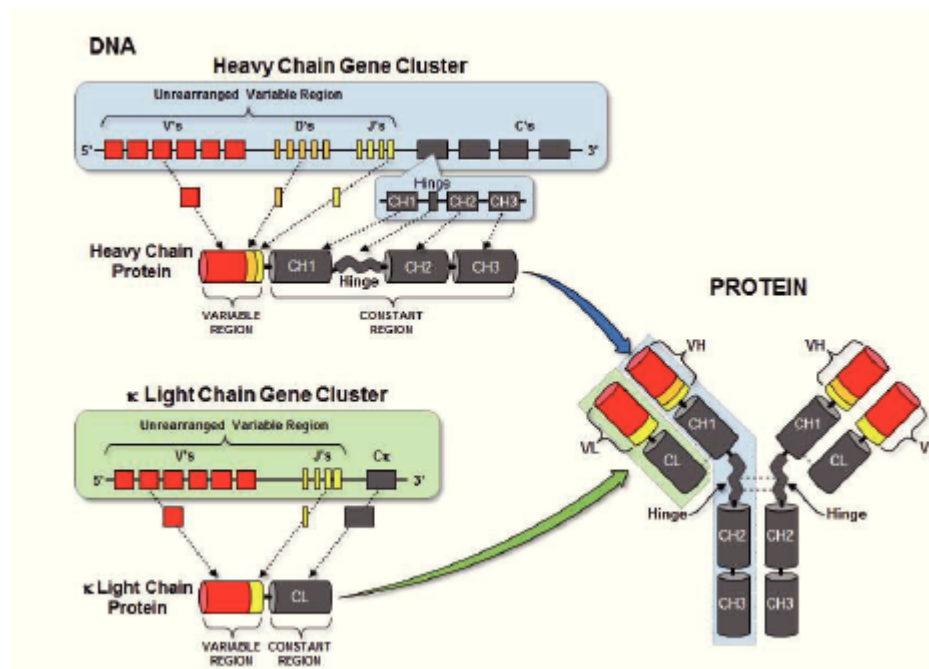 DNA
Heavy Chain Gene Cluster
Unrearranged Variable Region
V's
D's
J's
C's
5'
3'
Hinge
CH1
CH2
CH3
Heavy Chain
Protein
CH1
Hinge
CH2
CH3
VARIABLE
REGION
CONSTANT
REGION
PROTEIN
VH
VH
VL
CH1
CL
CH1
CL
V
Hinge
Hinge
CH2
CH2
CH3
CH3
κ Light Chain Gene Cluster
Unrearranged Variable Region
V's
J's
Cκ
5'
3'
κ Light Chain
Protein
CL
VARIABLE
REGION
CONSTANT
REGION